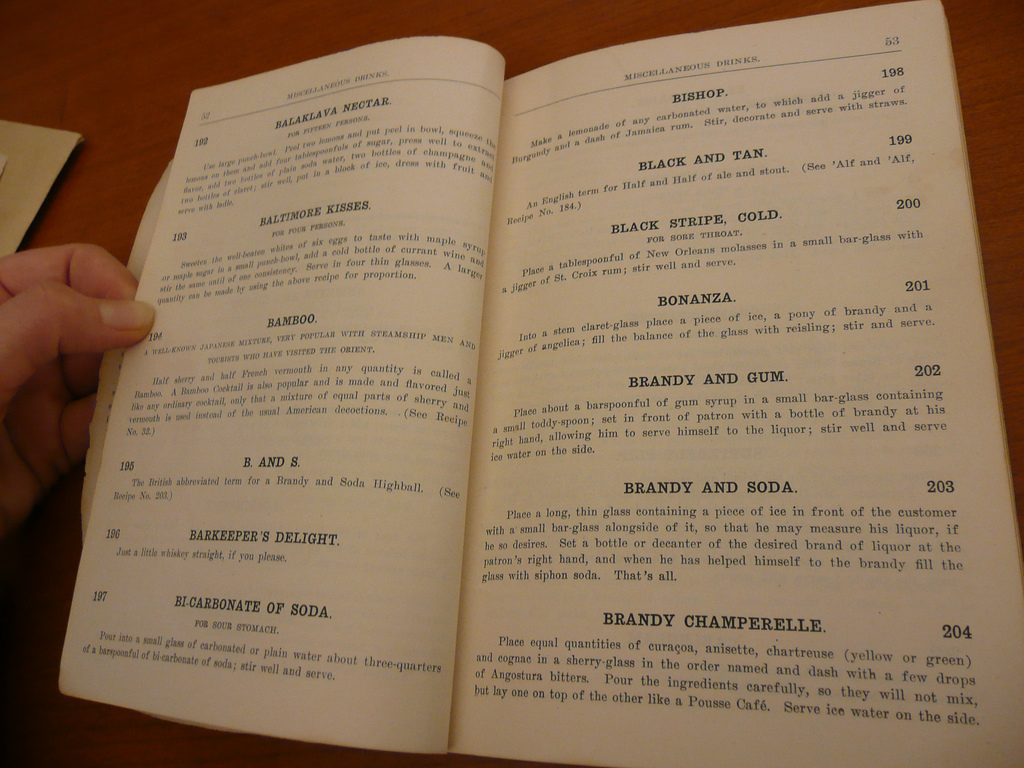 52
MISCELLANEOUS DRINKS.
192
BALAKLAVA NECTAR.
FOR FIFTEEN PERSONS.
Use large punch-bowl. Peel two lemons and put peel in bowl, squeeze the
lemons on them and add four tablespoonfuls of sugar, press well to extract
flavor, add two bottles of plain soda water, two bottles of champagne and
two bottles of claret; stir well, put in a block of ice, dress with fruit and
serve with ladle.
193
BALTIMORE KISSES.
FOR FOUR PERSONS.
Sweeten the well-beaten whites of six eggs to taste with maple syrup
or maple sugar in a small punch-bowl, add a cold bottle of currant wine and
stir the same until of one consistency. Serve in four thin glasses. A larger
quantity can be made by using the above recipe for proportion.
194
BAMBOO.
A WELL-KNOWN JAPANESE MIXTURE, VERY POPULAR WITH STEAMSHIP MEN AND
TOURISTS WHO HAVE VISITED THE ORIENT.
Half sherry and half French vermouth in any quantity is called a
Bamboo. A Bamboo Cocktail is also popular and is made and flavored just
like any ordinary cocktail, only that a mixture of equal parts of sherry and
vermouth is used instead of the usual American decoctions. (See Recipe
No. 32.)
195
B. AND S.
The British abbreviated term for a Brandy and Soda Highball. (See
Recipe No. 203.)
196
BARKEEPER'S DELIGHT.
Just a little whiskey straight, if you please.
197
BI-CARBONATE OF SODA.
FOR SOUR STOMACH.
Pour into a small glass of carbonated or plain water about three-quarters
of a barspoonful of bi-carbonate of soda; stir well and serve.
MISCELLANEOUS DRINKS.
53
BISHOP.
198
Make a lemonade of any carbonated water, to which add a jigger of
Burgundy and a dash of Jamaica rum. Stir, decorate and serve with straws.
BLACK AND TAN.
199
An English term for Half and Half of ale and stout. (See 'Alf and 'Alf,
Recipe No. 184.)
BLACK STRIPE, COLD.
200
FOR SORE THROAT.
Place a tablespoonful of New Orleans molasses in a small bar-glass with
a jigger of St. Croix rum; stir well and serve.
BONANZA.
201
Into a stem claret-glass place a piece of ice, a pony of brandy and a
jigger of angelica; fill the balance of the glass with reisling; stir and serve.
BRANDY AND GUM.
202
Place about a barspoonful of gum syrup in a small bar-glass containing
a small toddy-spoon; set in front of patron with a bottle of brandy at his
right hand, allowing him to serve himself to the liquor; stir well and serve
ice water on the side.
BRANDY AND SODA.
203
Place a long, thin glass containing a piece of ice in front of the customer
with a small bar-glass alongside of it, so that he may measure his liquor, if
he so desires. Set a bottle or decanter of the desired brand of liquor at the
patron's right hand, and when he has helped himself to the brandy fill the
glass with siphon soda. That's all.
BRANDY CHAMPERELLE.
204
Place equal quantities of curaçoa, anisette, chartreuse (yellow or green)
and cognac in a sherry-glass in the order named and dash with a few drops
of Angostura bitters. Pour the ingredients carefully, so they will not mix,
but lay one on top of the other like a Pousse Café. Serve ice water on the side.